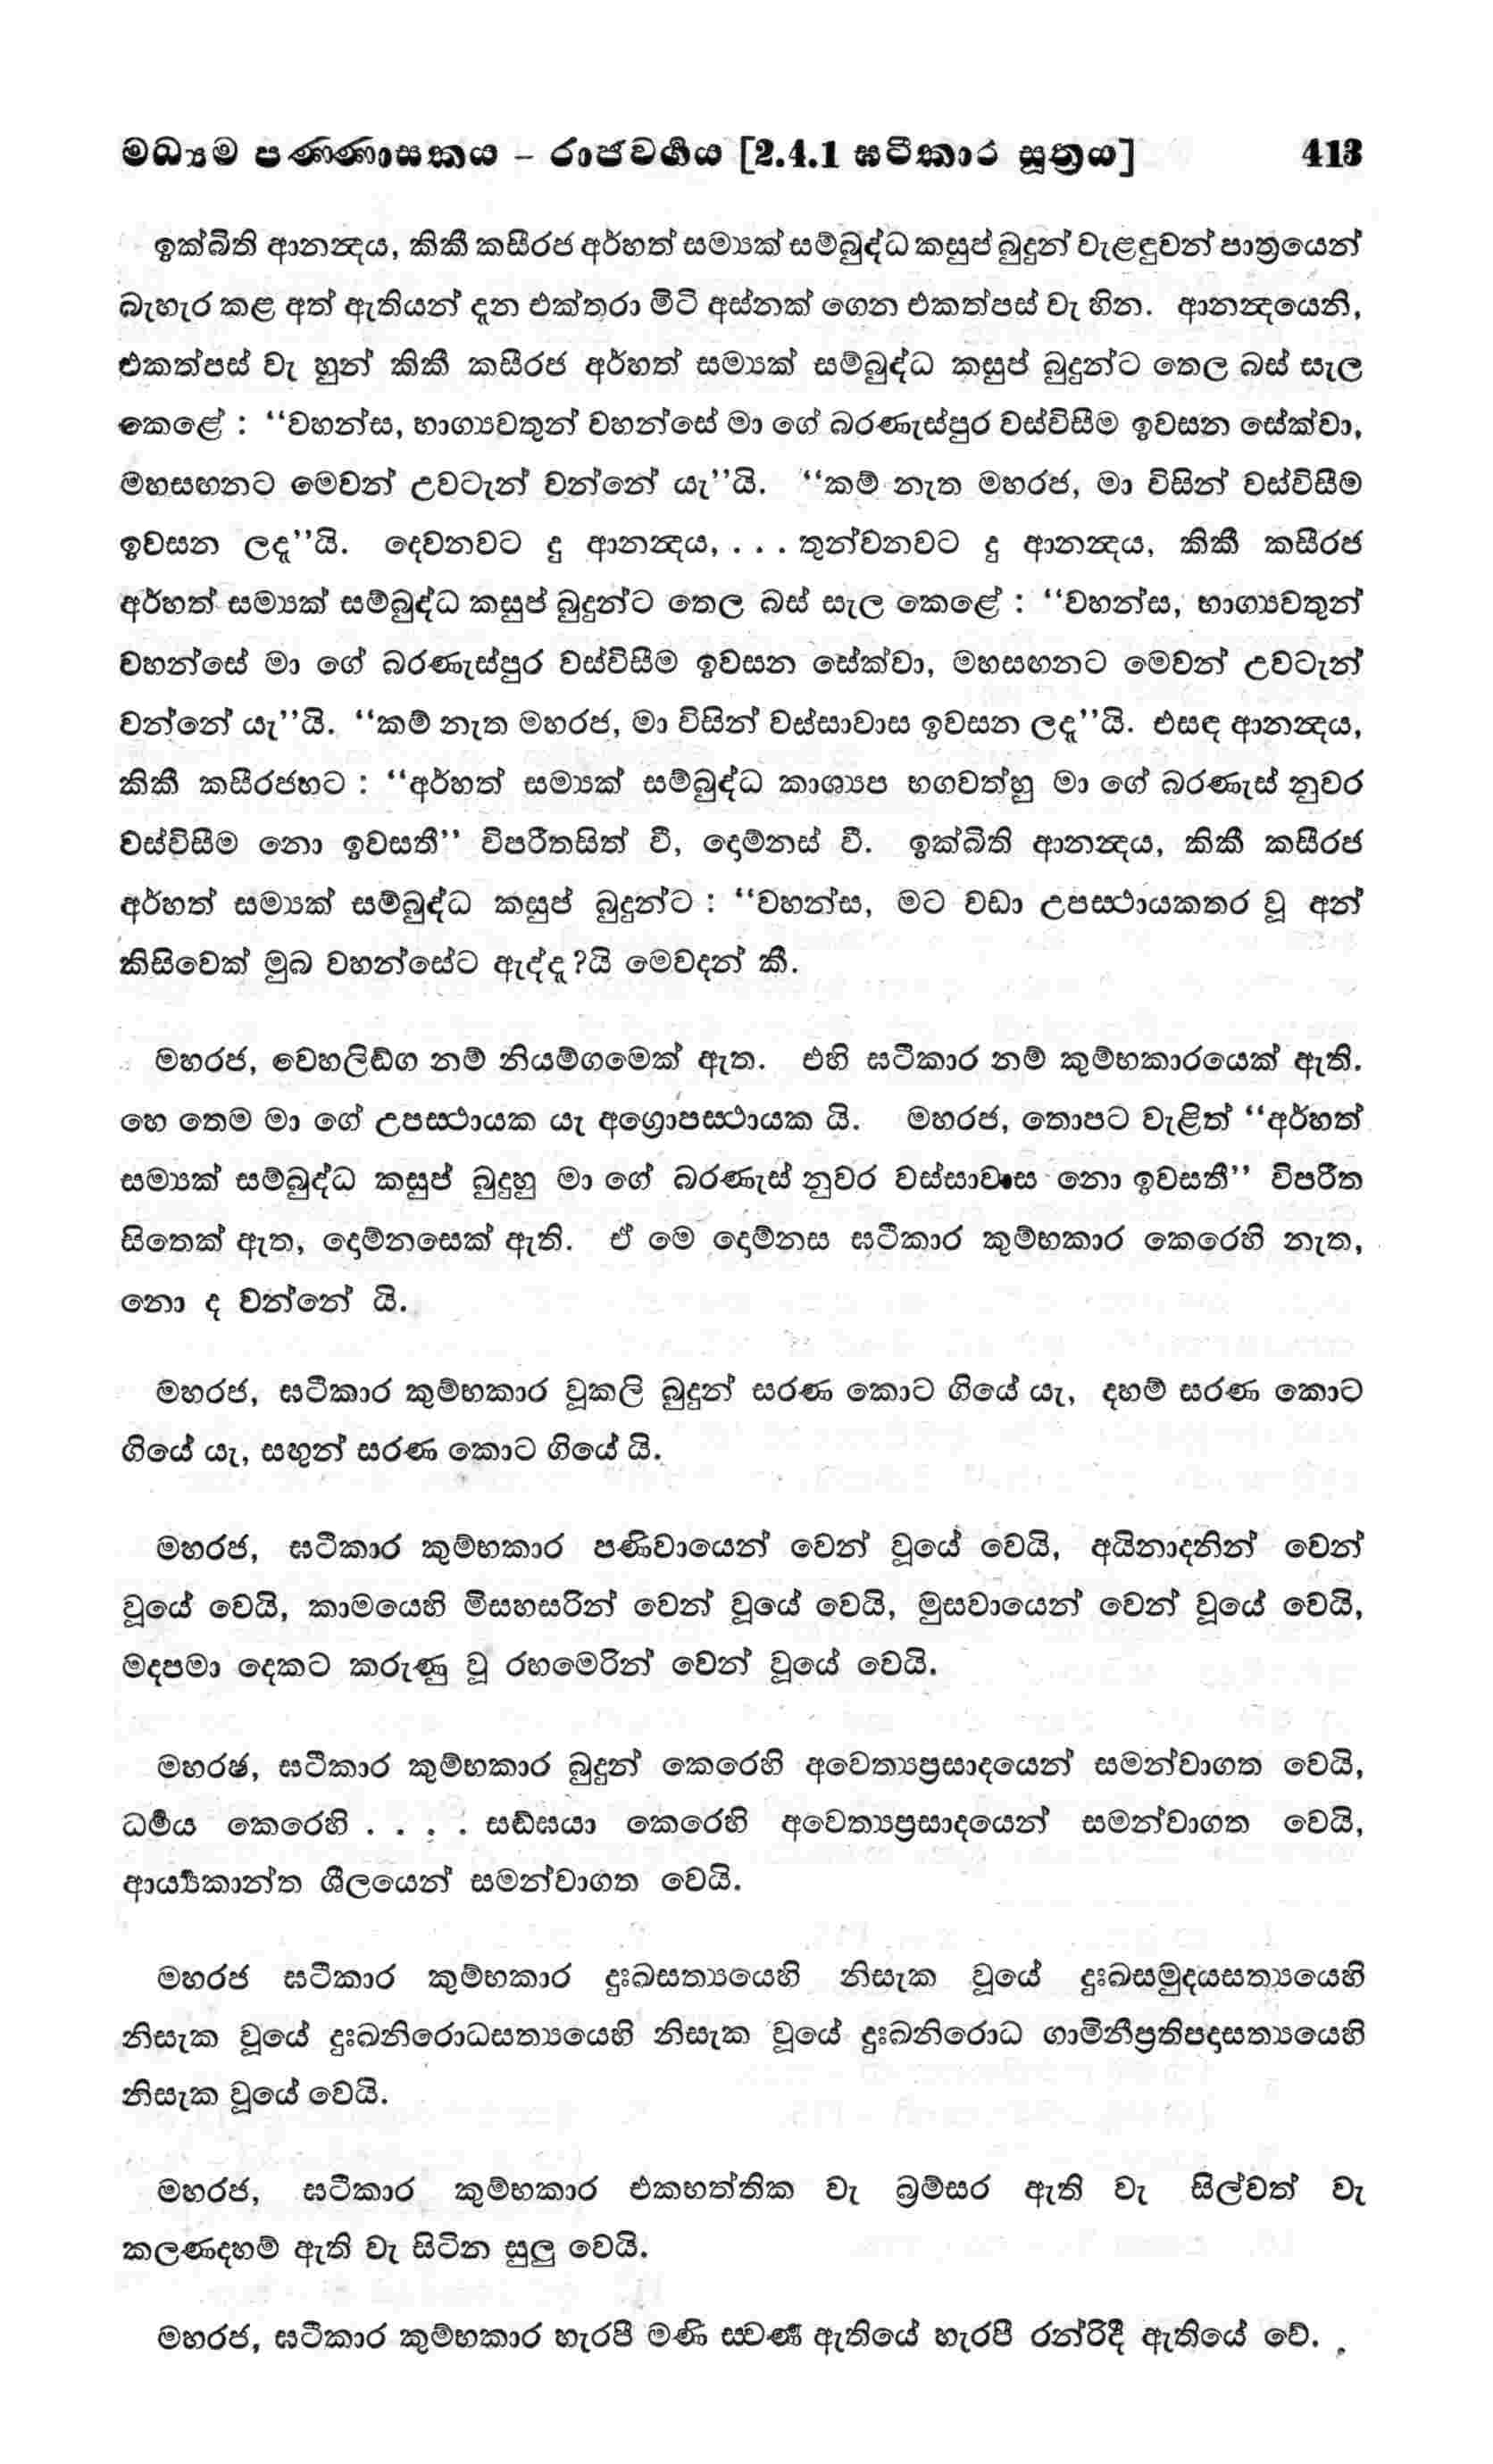 මධ්‍යම පණ්ණාසකය – රාජවර්‍ගය [2.4.1 ඝටීකාර සූත්‍රය] 413
ඉක්බිති ආනන්‍දය, කිකී කසීරජ අර්හත් සම්‍යක් සම්බුද්ධ කසුප් බුදුන් වැළඳූවන් පාත්‍රයෙන්
බැහැර කළ අත් ඇතියන් දැන එක්තරා මිටි අස්නක් ගෙන එකත්පස් වැ හින. ආනන්‍දයෙනි,
එකත්පස් වැ හුන් කිකී කසීරජ අර්හත් සම්‍යක් සම්බුද්ධ කසුප් බුදුන්ට තෙල බස් සැල
කෙළේ : “වහන්ස, භාග්‍යවතුන් වහන්සේ මා ගේ බරණැස්පුර වස්විසීම ඉවසන සේක්වා,
මහසඟනට මෙවන් උවටැන් වන්නේ යැ”යි. “කම් නැත මහරජ, මා විසින් වස්විසීම
ඉවසන ලදැ”යි. දෙවනවට ද ආනන්‍දය, . . . තුන්වනවට ද ආනන්‍දය, කිකී කසීරජ
අර්හත් සම්‍යක් සම්බුද්ධ කසුප් බුදුන්ට තෙල බස් සැල කෙළේ : “වහන්ස, භාග්‍යවතුන්
වහන්සේ මා ගේ බරණැස්පුර වස්විසීම ඉවසන සේක්වා, මහසඟනට මෙවන් උවටැන්
වන්නේ යැ”යි. “කම් නැත මහරජ, මා විසින් වස්සාවාස ඉවසන ලදැ”යි. එසඳ ආනන්‍දය,
කිකී කසීරජහට : “අර්හත් සම්‍යක් සම්බුද්ධ කාශ්‍යප භගවත්හු මා ගේ බරණැස් නුවර
වස්විසීම නො ඉවසතී” විපරීතසිත් වී, දොම්නස් වී. ඉක්බිති ආනන්‍දය, කිකී කසීරජ
අර්හත් සම්‍යක් සම්බුද්ධ කසුප් බුදුන්ට : “වහන්ස, මට වඩා උපස්ථායකතර වූ අන්
කිසිවෙක් මුබ වහන්සේට ඇද්දැ?යි මෙවදන් කී.
මහරජ, වෙහලිඞ්ග නම් නියම්ගමෙක් ඇත. එහි ඝටීකාර නම් කුම්භකාරයෙක් ඇති.
හෙ තෙම මා ගේ උපස්ථායක යැ අග්‍රොපස්ථායක යි. මහරජ, තොපට වැළිත් “අර්හත්
සම්‍යක් සම්බුද්ධ කසුප් බුදුහු මා ගේ බරණැස් නුවර වස්සාවාස නො ඉවසතී” විපරීත
සිතෙක් ඇත, දොම්නසෙක් ඇති. ඒ මෙ දොම්නස ඝටීකාර කුම්භකාර කෙරෙහි නැත,
නො ද වන්නේ යි.
මහරජ, ඝටීකාර කුම්භකාර වූකලි බුදුන් සරණ කොට ගියේ යැ, දහම් සරණ කොට
ගියේ යැ, සඟුන් සරණ කොට ගියේ යි.
මහරජ, ඝටීකාර කුම්භකාර පණිවායෙන් වෙන් වූයේ වෙයි, අයිනාදනින් වෙන්
වූයේ වෙයි, කාමයෙහි මිසහසරින් වෙන් වූයේ වෙයි, මුසවායෙන් වෙන් වූයේ වෙයි,
මදපමා දෙකට කරුණු වූ රහමෙරින් වෙන් වූයේ වෙයි.
මහරජ, ඝටීකාර කුම්භකාර බුදුන් කෙරෙහි අවෙත්‍යප්‍රසාදයෙන් සමන්වාගත වෙයි,
ධර්‍මය කෙරෙහි . . . . සඞ්ඝයා කෙරෙහි අවෙත්‍යප්‍රසාදයෙන් සමන්වාගත වෙයි,
ආර්‍ය්‍යකාන්ත ශීලයෙන් සමන්වාගත වෙයි.
මහරජ ඝටීකාර කුම්භකාර දුඃඛසත්‍යයෙහි නිසැක වූයේ දුඃඛසමුදයසත්‍යයෙහි
නිසැක වූයේ දුඃඛනිරොධසත්‍යයෙහි නිසැක වූයේ දුඃඛනිරොධ ගාමිනීප්‍රතිපදාසත්‍යයෙහි
නිසැක වූයේ වෙයි.
මහරජ, ඝටීකාර කුම්භකාර එකභත්තික වැ බ්‍රම්සර ඇති වැ සිල්වත් වැ
කලණදහම් ඇති වැ සිටින සුලු වෙයි.
මහරජ, ඝටීකාර කුම්භකාර හැරපී මණි ස්වර්‍ණ ඇතියේ හැරපී රන්රිදී ඇතියේ වේ.